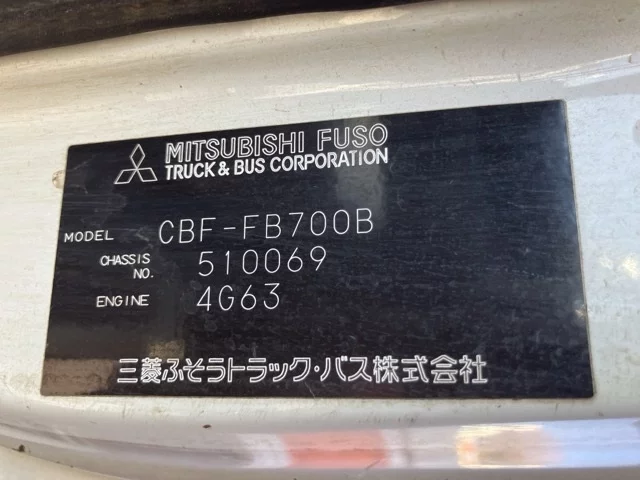 MITSUBISHI FUSO
TRUCK & BUS CORPORATION
MODEL CBF-FB700B
CHASSIS NO. 510069
ENGINE 4G63
三菱ふそうトラック・バス株式会社